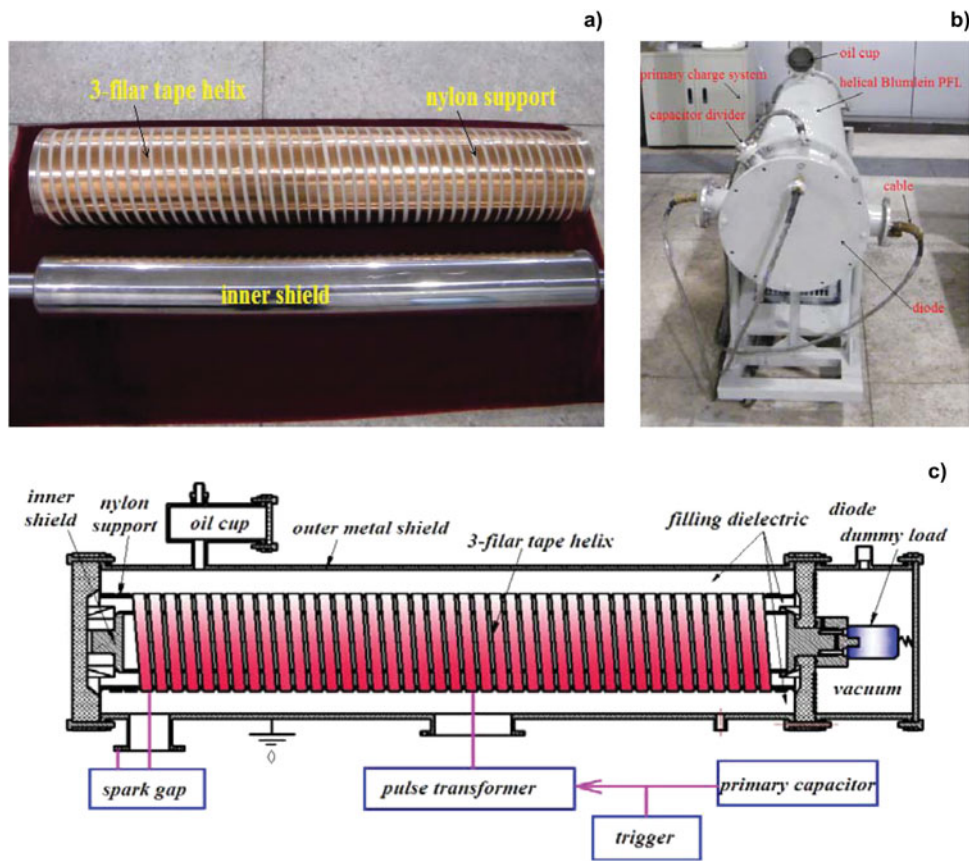 a)
3-filar tape helix
nylon support
inner shield
b)
oil cup
primary charge system
helical Blumlein PFL
capacitor divider
cable
diode
c)
inner
shield
nylon
support
oil cup
outer metal shield
3-filar tape helix
filling dielectric
diode
dummy load
vacuum
spark gap
pulse transformer
primary capacitor
trigger